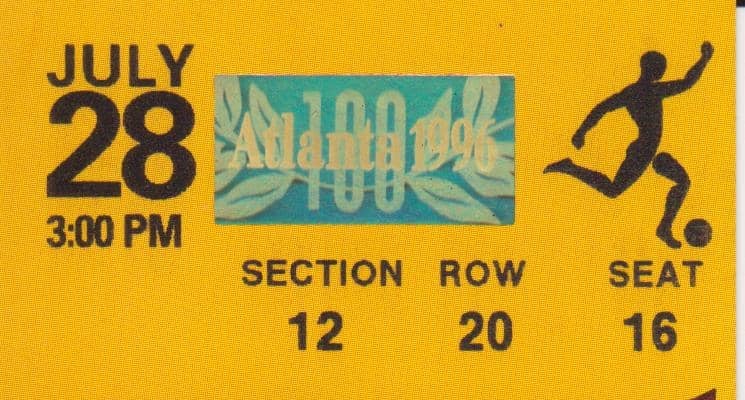 JULY
28
3:00 PM
100
Atlanta 1996
SECTION ROW SEAT
12 20 16